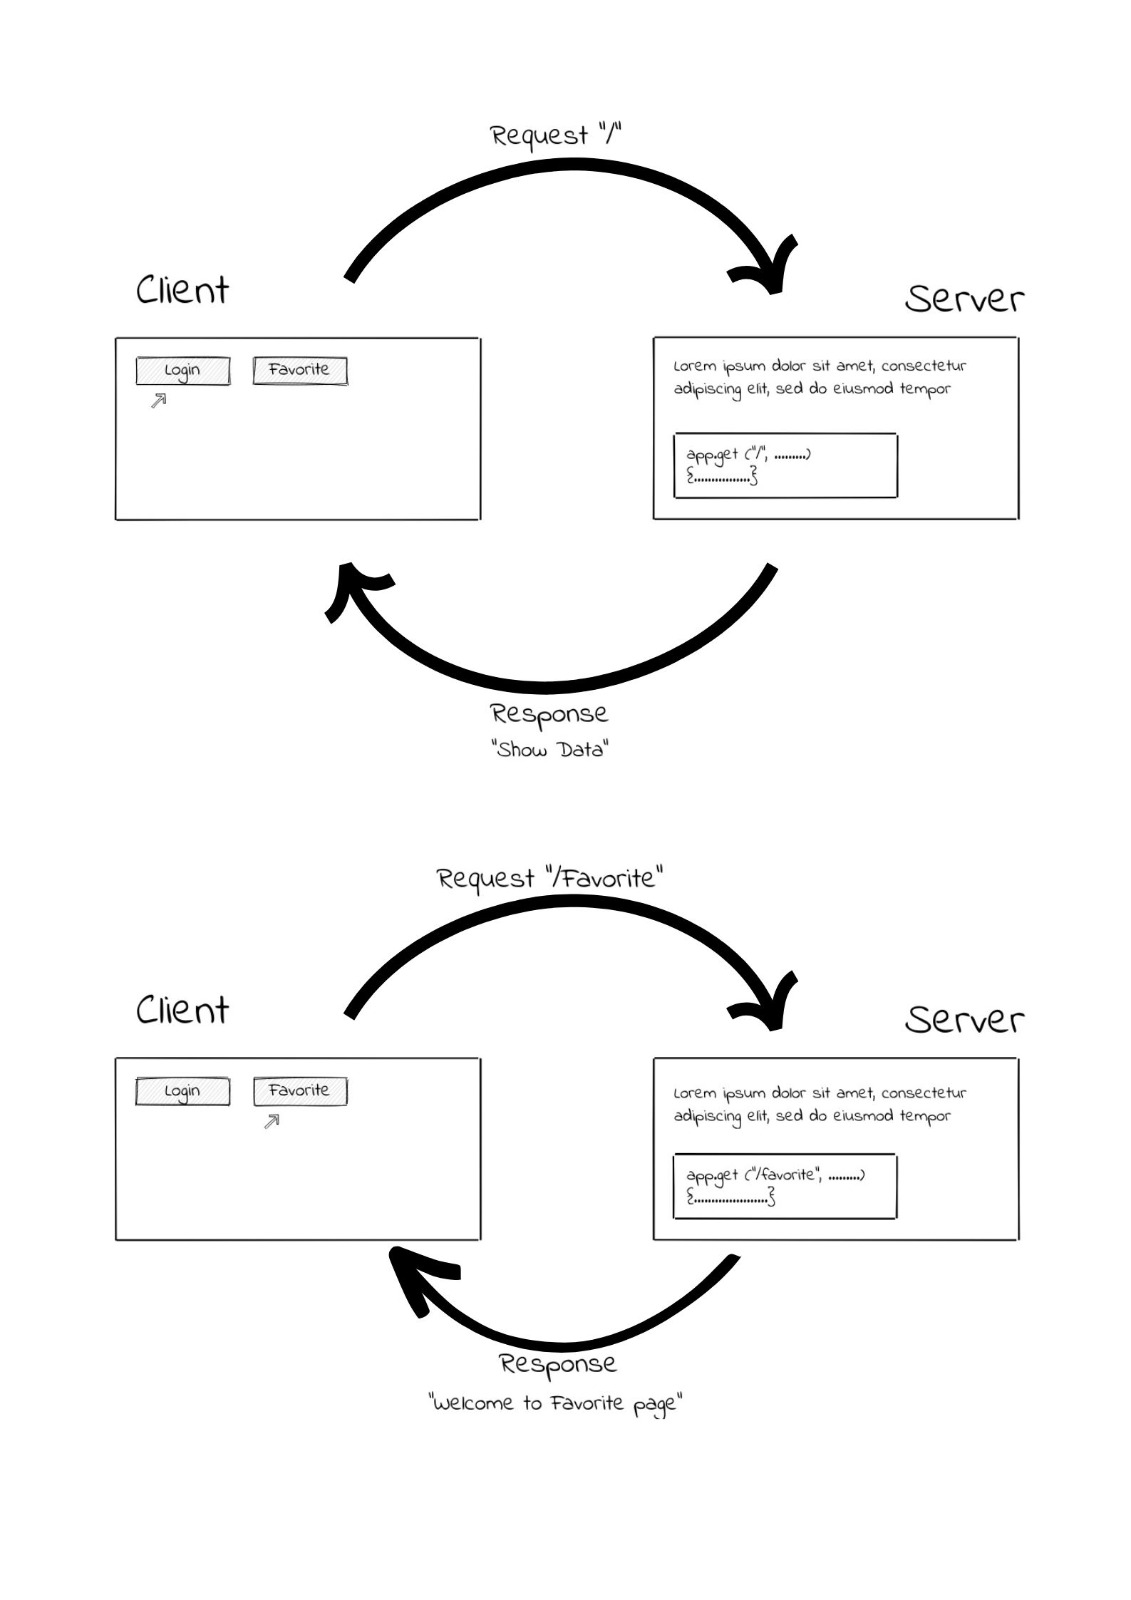 Request "/"
Client
Server
Login Favorite
Lorem ipsum dolor sit amet, consectetur
adipiscing elit, sed do eiusmod tempor
app.get ("/", .........)
{................}
Response
"Show Data"
Request "/Favorite"
Client
Server
Login Favorite
Lorem ipsum dolor sit amet, consectetur
adipiscing elit, sed do eiusmod tempor
app.get ("/favorite", .........)
{.....................}
Response
"Welcome to Favorite page"